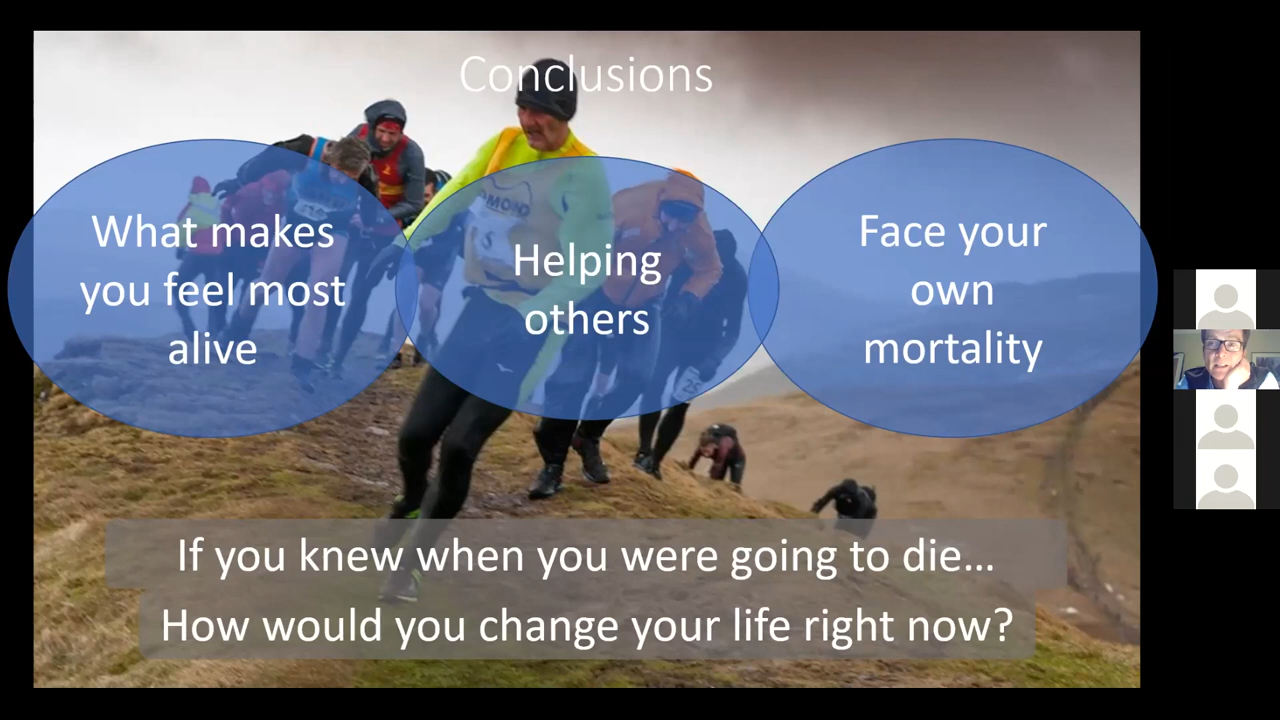 Conclusions
What makes
you feel most
alive
Helping
others
Face your
own
mortality
If you knew when you were going to die...
How would you change your life right now?